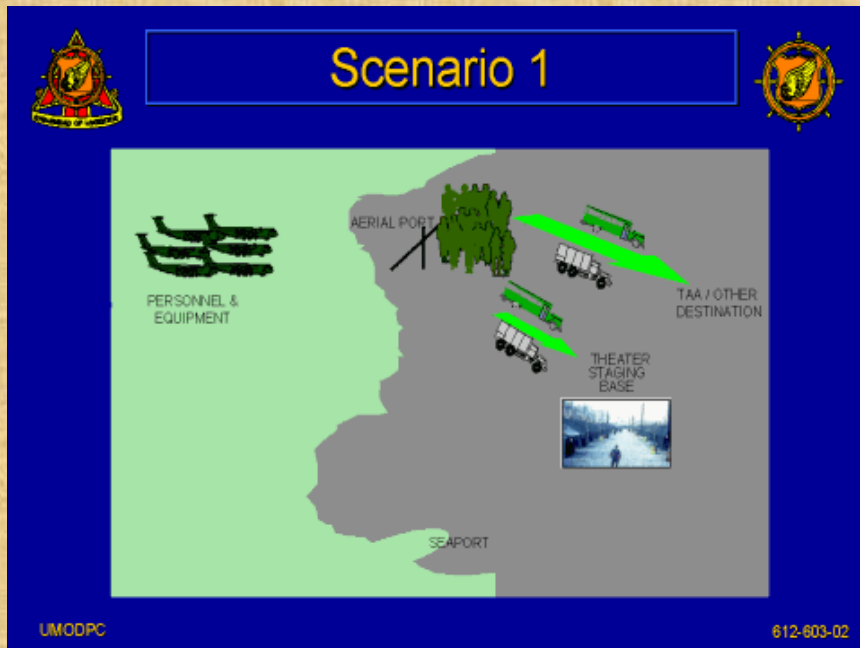 Scenario 1
AERIAL PORT
PERSONNEL &
EQUIPMENT
TAA / OTHER
DESTINATION
THEATER
STAGING
BASE
SEAPORT
UMODPC
612-603-02